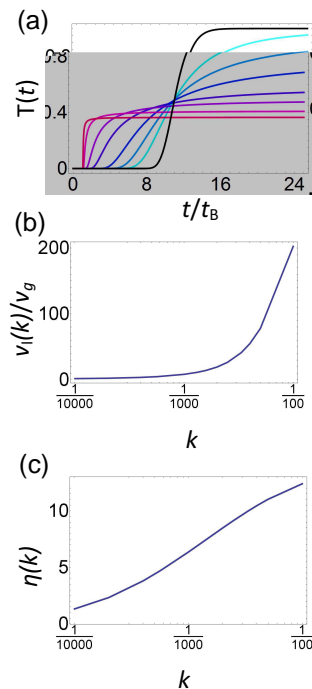 (a)
0.8
T(t)
0.4
0
0 8 16 24
t/t_B
(b)
200
v_l(k)/v_g
100
0
1/10000 1/1000 1/100
k
(c)
10
η(k)
5
0
1/10000 1/1000 1/100
k